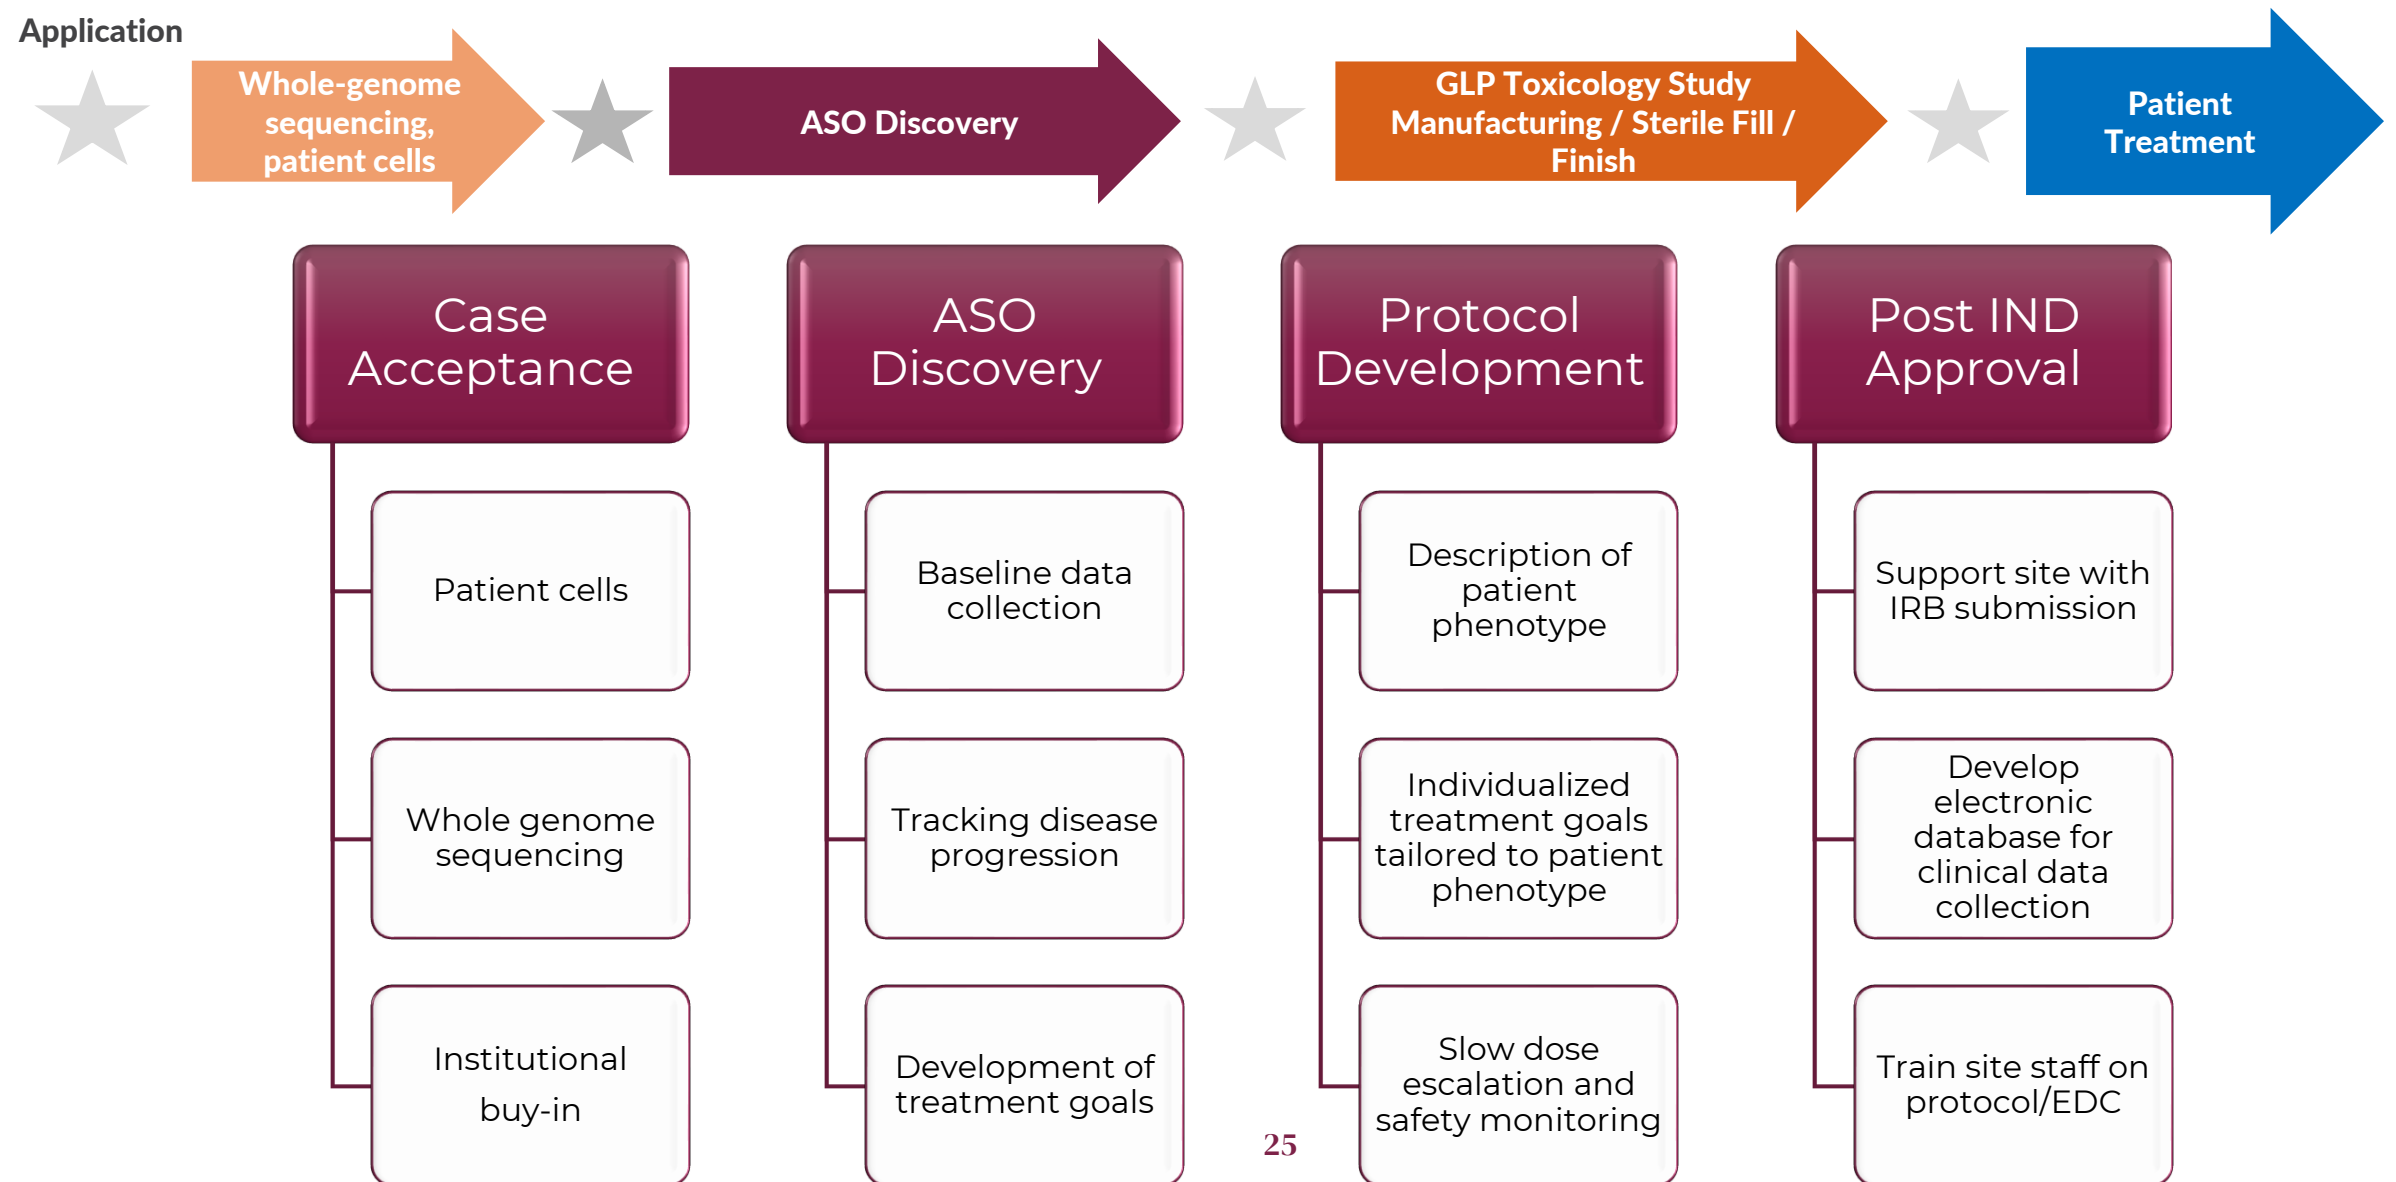 Application
Whole-genome
sequencing,
patient cells
ASO Discovery
GLP Toxicology Study
Manufacturing / Sterile Fill /
Finish
Patient
Treatment
Case
Acceptance
Patient cells
Whole genome
sequencing
Institutional
buy-in
ASO
Discovery
Baseline data
collection
Tracking disease
progression
Development of
treatment goals
Protocol
Development
Description of
patient
phenotype
Individualized
treatment goals
tailored to patient
phenotype
Slow dose
escalation and
safety monitoring
Post IND
Approval
Support site with
IRB submission
Develop
electronic
database for
clinical data
collection
Train site staff on
protocol/EDC
25